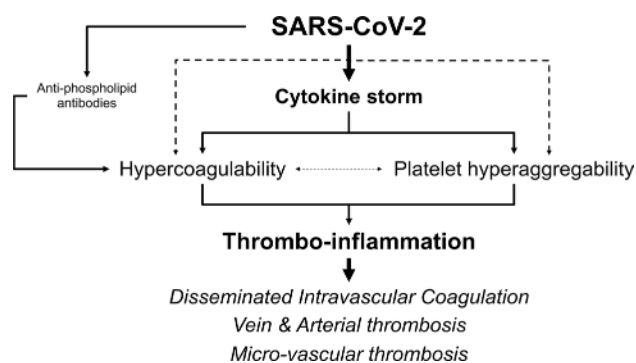 SARS-CoV-2
Anti-phospholipid
antibodies
Cytokine storm
Hypercoagulability
Platelet hyperaggregability
Thrombo-inflammation
Disseminated Intravascular Coagulation
Vein & Arterial thrombosis
Micro-vascular thrombosis